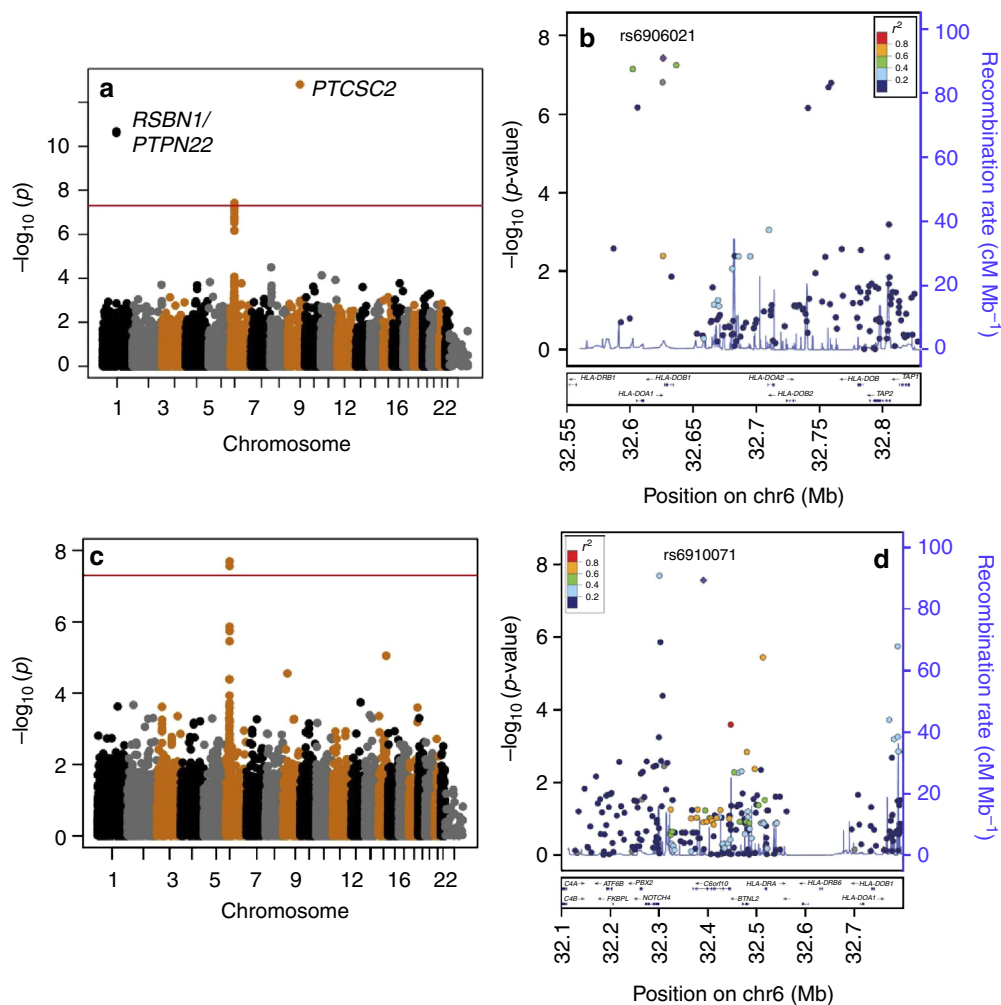 a
RSBN1/
PTPN22
PTCSC2
10
8
6
4
2
0
–log10 (p)
1 3 5 7 9 12 16 22
Chromosome
b
rs6906021
r2
0.8
0.6
0.4
0.2
8
6
4
2
0
–log10 (p-value)
100
80
60
40
20
0
Recombination rate (cM Mb–1)
HLA-DRB1 HLA-DOB1 HLA-DOA2 HLA-DOB TAP1
HLA-DOA1 HLA-DOB2 TAP2
32.55 32.6 32.65 32.7 32.75 32.8
Position on chr6 (Mb)
c
8
6
4
2
0
–log10 (p)
1 3 5 7 9 12 16 22
Chromosome
d
rs6910071
r2
0.8
0.6
0.4
0.2
8
6
4
2
0
–log10 (p-value)
100
80
60
40
20
0
Recombination rate (cM Mb–1)
C4A ATF6B PBX2 C6orf10 HLA-DRA HLA-DRB6 HLA-DOB1
C4B FKBPL NOTCH4 BTNL2 HLA-DOA1
32.1 32.2 32.3 32.4 32.5 32.6 32.7
Position on chr6 (Mb)